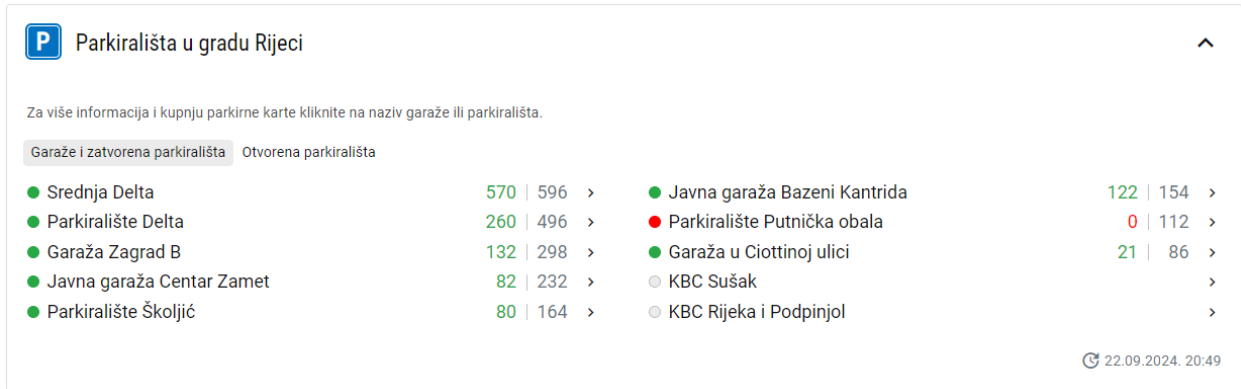 P Parkirališta u gradu Rijeci
Za više informacija i kupnju parkirne karte kliknite na naziv garaže ili parkirališta.
Garaže i zatvorena parkirališta Otvorena parkirališta
Srednja Delta 570 | 596
Parkiralište Delta 260 | 496
Garaža Zagrad B 132 | 298
Javna garaža Centar Zamet 82 | 232
Parkiralište Školjić 80 | 164
Javna garaža Bazeni Kantrida 122 | 154
Parkiralište Putnička obala 0 | 112
Garaža u Ciottinoj ulici 21 | 86
KBC Sušak
KBC Rijeka i Podpinjol
22.09.2024. 20:49